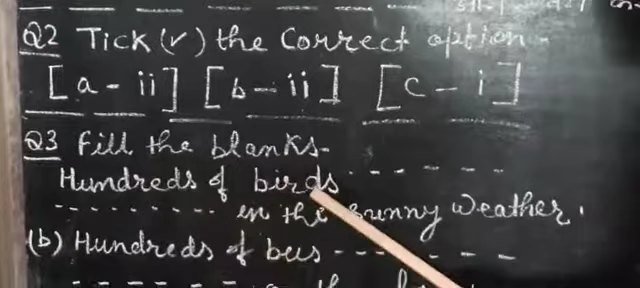 Q2 Tick (✓) the Correct option -
[a - ii] [b - ii] [c - i]
Q3 Fill the blanks-
Hundreds of birds - - - - - -
- - - - - - - - in the Sunny Weather.
(b) Hundreds of bees - - - - - -